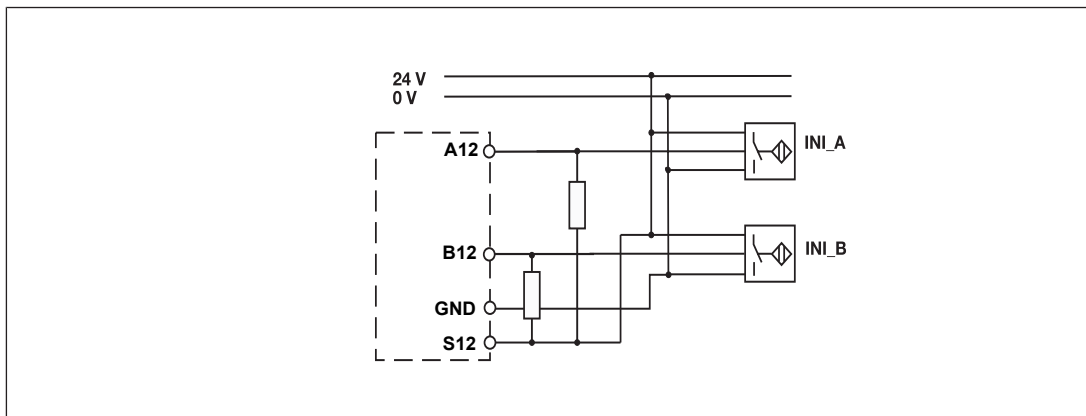 24 V
0 V
A12
INI_A
B12
INI_B
GND
S12